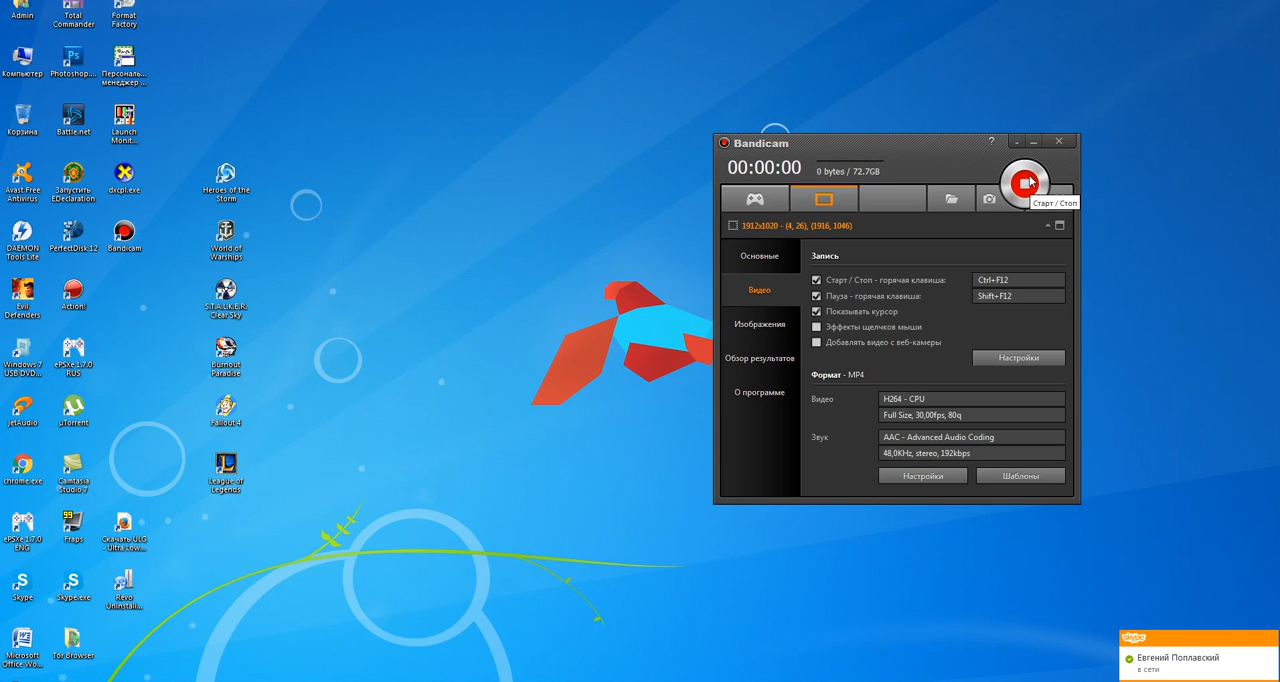 Admin
Total
Commander
Format
Factory
Компьютер
Photoshop....
Персональ...
менеджер ...
Корзина
Battle.net
Launch
Monit...
Avast Free
Antivirus
Запустить
EDeclaration
dxcpl.exe
Heroes of the
Storm
DAEMON
Tools Lite
PerfectDisk 12
Bandicam
World of
Warships
Evil
Defenders
Action!
S.T.A.L.K.E.R.
Clear Sky
Windows 7
USB DVD...
ePSXe 1.7.0
RUS
Burnout
Paradise
jetAudio
µTorrent
Fallout 4
chrome.exe
Camtasia
Studio 7
League of
Legends
ePSXe 1.7.0
ENG
99
Fraps
Скачать ULG
- Ultra Low...
Skype
Skype.exe
Revo
Uninstall...
Microsoft
Office Wo...
Tor Browser
Bandicam
00:00:00
0 bytes / 72.7GB
Старт / Стоп
1912x1020 - (4, 26), (1916, 1046)
Основные
Видео
Изображения
Обзор результатов
О программе
Запись
Старт / Стоп - горячая клавиша:
Ctrl+F12
Пауза - горячая клавиша:
Shift+F12
Показывать курсор
Эффекты щелчков мыши
Добавлять видео с веб-камеры
Настройки
Формат - MP4
Видео
H264 - CPU
Full Size, 30,00fps, 80q
Звук
AAC - Advanced Audio Coding
48,0KHz, stereo, 192kbps
Настройки
Шаблоны
skype
Евгений Поплавский
в сети